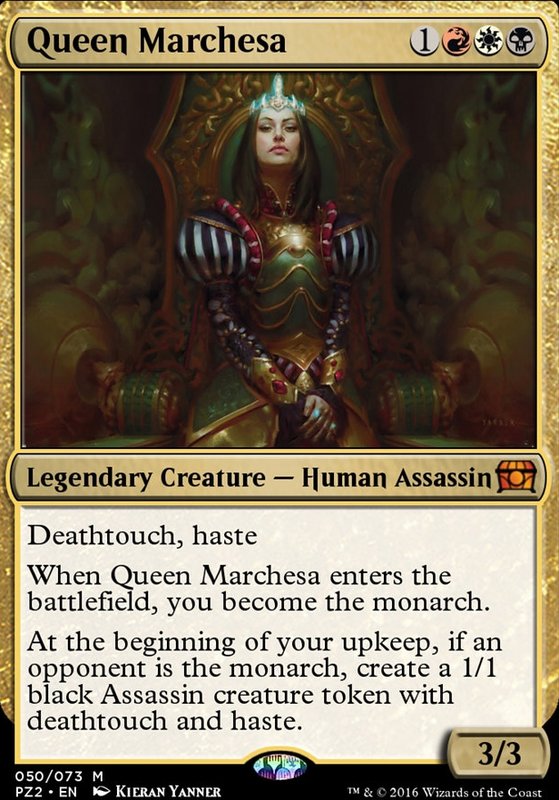 Queen Marchesa 1
Legendary Creature — Human Assassin
Deathtouch, haste
When Queen Marchesa enters the
battlefield, you become the monarch.
At the beginning of your upkeep, if an
opponent is the monarch, create a 1/1
black Assassin creature token with
deathtouch and haste.
3/3
050/073 M
PZ2 • EN KIERAN YANNER
™ & © 2016 Wizards of the Coast